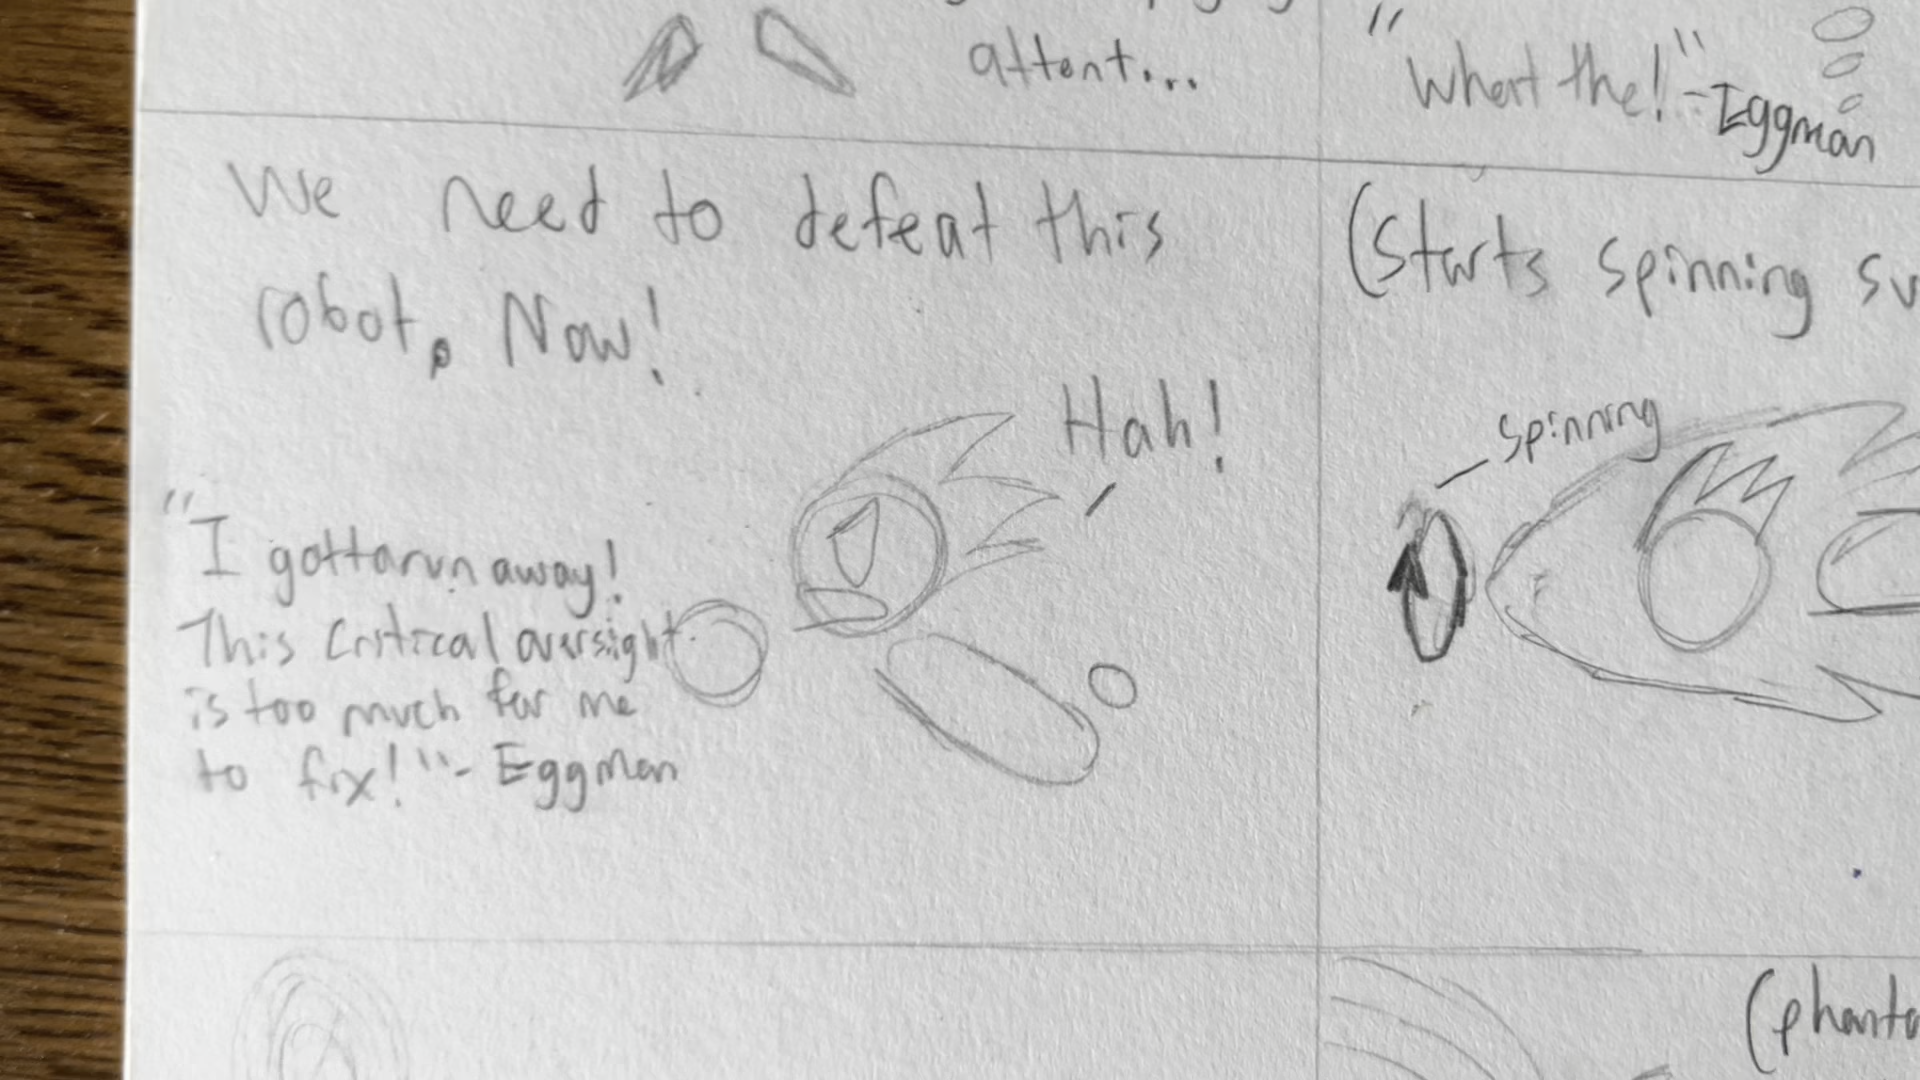 attent...
"What the!" - Eggman
We need to defeat this
robot, Now!
Hah!
"I gotta run away!
This Critical oversight
is too much for me
to fix!" - Eggman
(Starts spinning
Spinning